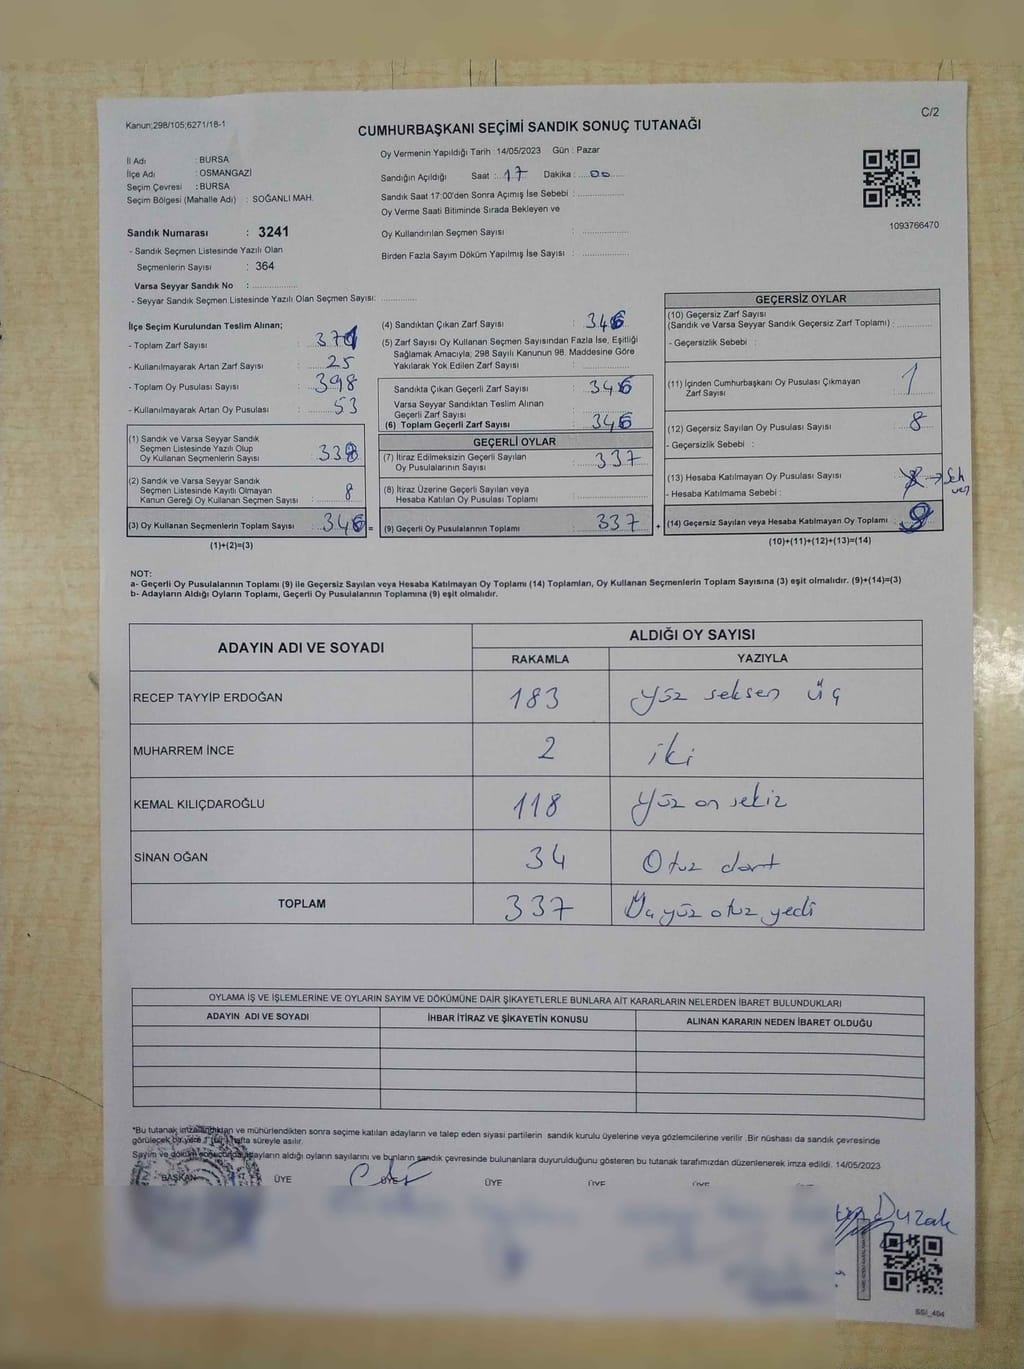 Kanun;298/105;6271/18-1
C/2
CUMHURBAŞKANI SEÇİMİ SANDIK SONUÇ TUTANAĞI
İl Adı : BURSA
İlçe Adı : OSMANGAZİ
Seçim Çevresi : BURSA
Seçim Bölgesi (Mahalle Adı) : SOĞANLI MAH.
Oy Vermenin Yapıldığı Tarih : 14/05/2023 Gün : Pazar
Sandığın Açıldığı Saat : 17 Dakika : 00
Sandık Saat 17:00'den Sonra Açımış İse Sebebi :
Oy Verme Saati Bitiminde Sırada Bekleyen ve
Oy Kullandırılan Seçmen Sayısı :
Birden Fazla Sayım Döküm Yapılmış İse Sayısı :
1093766470
Sandık Numarası : 3241
- Sandık Seçmen Listesinde Yazılı Olan
Seçmenlerin Sayısı : 364
Varsa Seyyar Sandık No :
- Seyyar Sandık Seçmen Listesinde Yazılı Olan Seçmen Sayısı:
İlçe Seçim Kurulundan Teslim Alınan;
- Toplam Zarf Sayısı : 371
- Kullanılmayarak Artan Zarf Sayısı : 25
- Toplam Oy Pusulası Sayısı : 398
- Kullanılmayarak Artan Oy Pusulası : 53
(1) Sandık ve Varsa Seyyar Sandık
Seçmen Listesinde Yazılı Olup
Oy Kullanan Seçmenlerin Sayısı : 338
(2) Sandık ve Varsa Seyyar Sandık
Seçmen Listesinde Kayıtlı Olmayan
Kanun Gereği Oy Kullanan Seçmen Sayısı : 8
(3) Oy Kullanan Seçmenlerin Toplam Sayısı : 346 =
(1)+(2)=(3)
(4) Sandıktan Çıkan Zarf Sayısı : 346
(5) Zarf Sayısı Oy Kullanan Seçmen Sayısından Fazla İse, Eşitliği
Sağlamak Amacıyla; 298 Sayılı Kanunun 98. Maddesine Göre
Yakılarak Yok Edilen Zarf Sayısı :
Sandıkta Çıkan Geçerli Zarf Sayısı : 346
Varsa Seyyar Sandıktan Teslim Alınan
Geçerli Zarf Sayısı :
(6) Toplam Geçerli Zarf Sayısı : 346
GEÇERLİ OYLAR
(7) İtiraz Edilmeksizin Geçerli Sayılan
Oy Pusulalarının Sayısı : 337
(8) İtiraz Üzerine Geçerli Sayılan veya
Hesaba Katılan Oy Pusulası Toplamı :
(9) Geçerli Oy Pusulalarının Toplamı : 337 +
GEÇERSİZ OYLAR
(10) Geçersiz Zarf Sayısı
(Sandık ve Varsa Seyyar Sandık Geçersiz Zarf Toplamı) :
- Geçersizlik Sebebi :
(11) İçinden Cumhurbaşkanı Oy Pusulası Çıkmayan
Zarf Sayısı : 1
(12) Geçersiz Sayılan Oy Pusulası Sayısı : 8
- Geçersizlik Sebebi :
(13) Hesaba Katılmayan Oy Pusulası Sayısı :
- Hesaba Katılmama Sebebi :
(14) Geçersiz Sayılan veya Hesaba Katılmayan Oy Toplamı : 9
(10)+(11)+(12)+(13)=(14)
NOT:
a- Geçerli Oy Pusulalarının Toplamı (9) ile Geçersiz Sayılan veya Hesaba Katılmayan Oy Toplamı (14) Toplamları, Oy Kullanan Seçmenlerin Toplam Sayısına (3) eşit olmalıdır. (9)+(14)=(3)
b- Adayların Aldığı Oyların Toplamı, Geçerli Oy Pusulalarının Toplamına (9) eşit olmalıdır.
ADAYIN ADI VE SOYADI ALDIĞI OY SAYISI
RAKAMLA YAZIYLA
RECEP TAYYİP ERDOĞAN 183 yüz seksen üç
MUHARREM İNCE 2 iki
KEMAL KILIÇDAROĞLU 118 yüz on sekiz
SİNAN OĞAN 34 Otuz dört
TOPLAM 337 Üç yüz otuz yedi
OYLAMA İŞ VE İŞLEMLERİNE VE OYLARIN SAYIM VE DÖKÜMÜNE DAİR ŞİKAYETLERLE BUNLARA AİT KARARLARIN NELERDEN İBARET BULUNDUKLARI
ADAYIN ADI VE SOYADI İHBAR İTİRAZ VE ŞİKAYETİN KONUSU ALINAN KARARIN NEDEN İBARET OLDUĞU
*Bu tutanak imzalandıktan ve mühürlendikten sonra seçime katılan adayların ve talep eden siyasi partilerin sandık kurulu üyelerine veya gözlemcilerine verilir .Bir nüshası da sandık çevresinde
görülecek bir yere 1 (bir) hafta süreyle asılır.
Sayım ve döküm sonucunda adayların aldığı oyların sayılarını ve bunların sandık çevresinde bulunanlara duyurulduğunu gösteren bu tutanak tarafımızdan düzenlenerek imza edildi. 14/05/2023
BAŞKAN ÜYE ÜYE ÜYE ÜYE ÜYE
Duzak
SSI_404